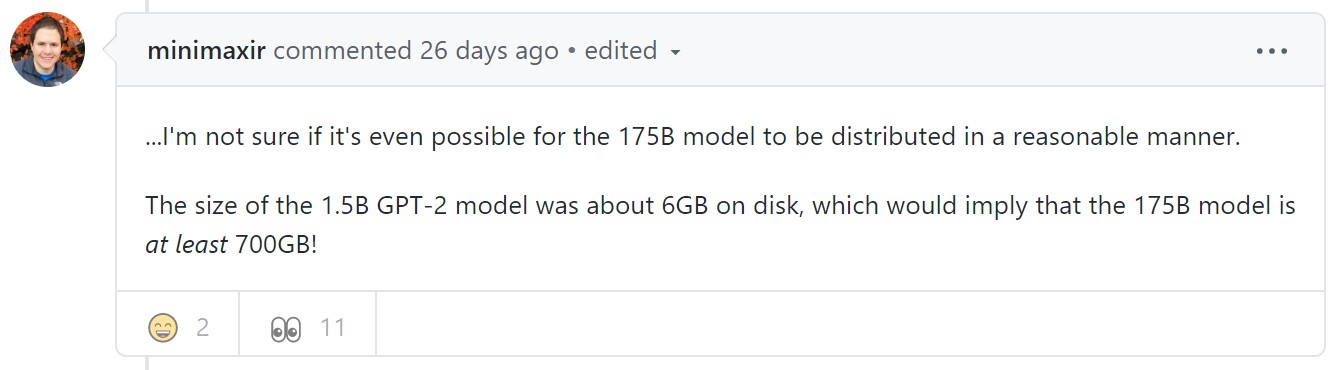 minimaxir commented 26 days ago • edited
...I'm not sure if it's even possible for the 175B model to be distributed in a reasonable manner.
The size of the 1.5B GPT-2 model was about 6GB on disk, which would imply that the 175B model is
at least 700GB!
2 11